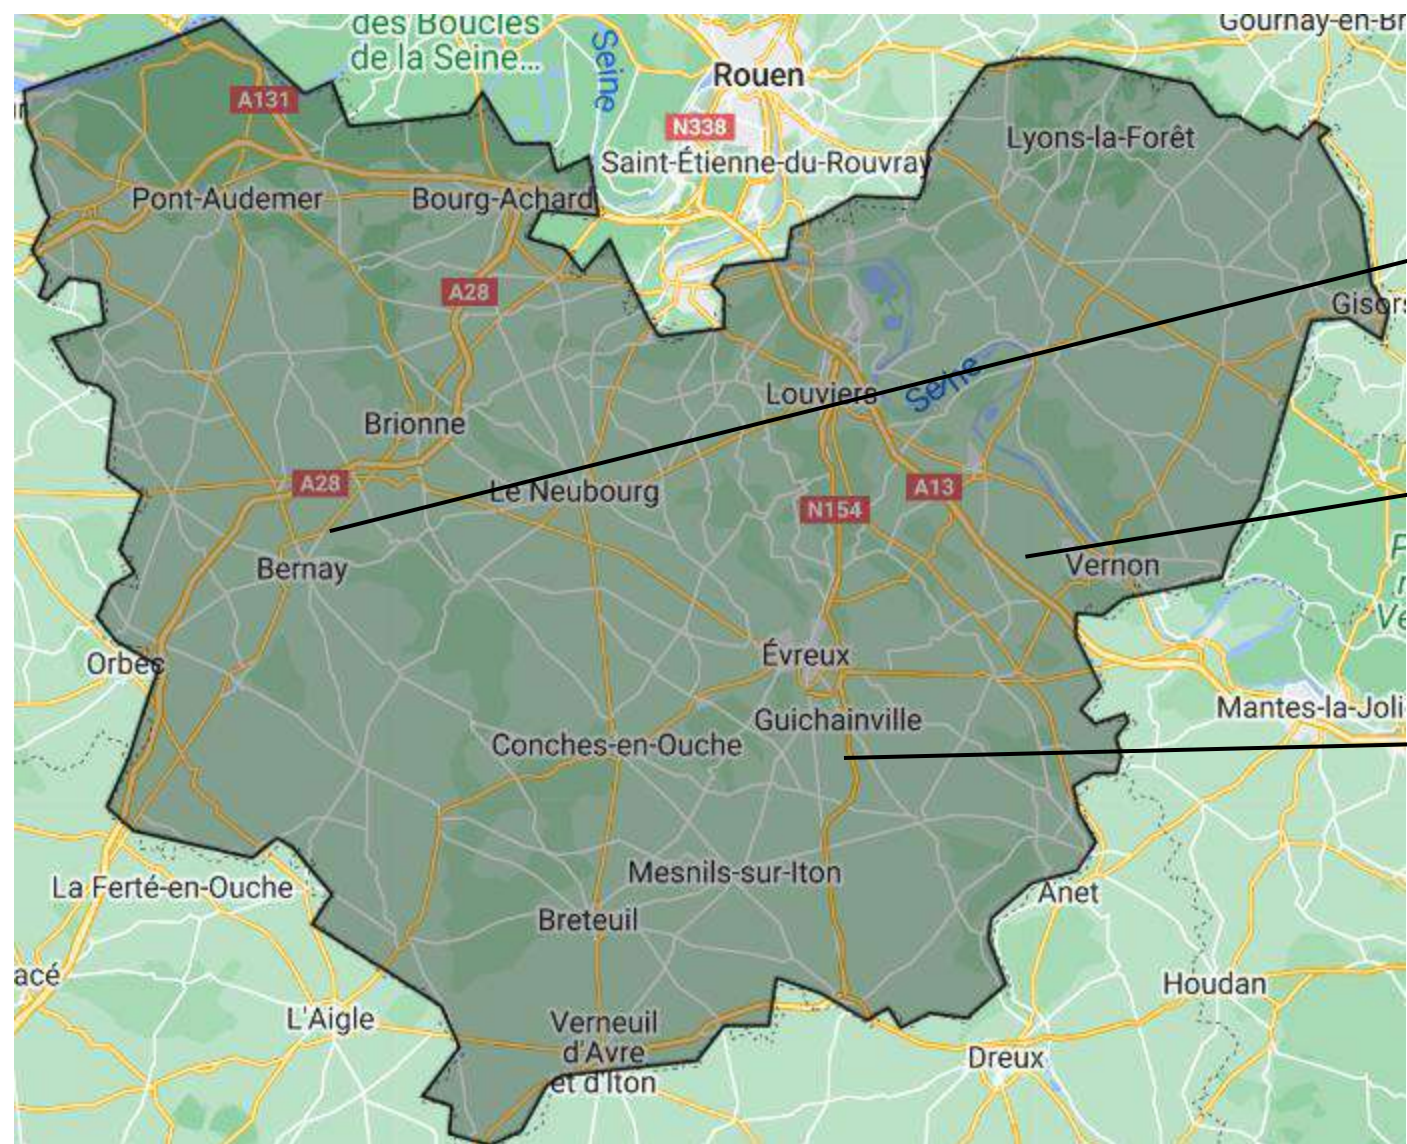 des Boucles
de la Seine...
Seine
Rouen
Gournay-en-Br
A131
N338
Saint-Étienne-du-Rouvray
Lyons-la-Forêt
Pont-Audemer
Bourg-Achard
A28
Gisors
Louviers
Seine
Brionne
A28
Le Neubourg
N154
A13
Bernay
Vernon
Orbec
Évreux
Guichainville
Mantes-la-Joli
Conches-en-Ouche
Mesnils-sur-Iton
La Ferté-en-Ouche
Anet
Breteuil
acé
Houdan
L'Aigle
Verneuil
d'Avre
et d'Iton
Dreux